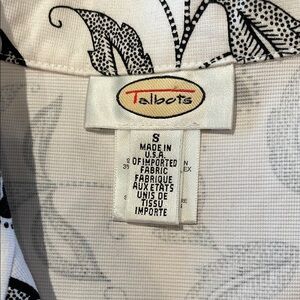 Talbots
S
MADE IN
U.S.A.
OF IMPORTED
FABRIC
FABRIQUE
AUX ETATS
UNIS DE
TISSU
IMPORTE